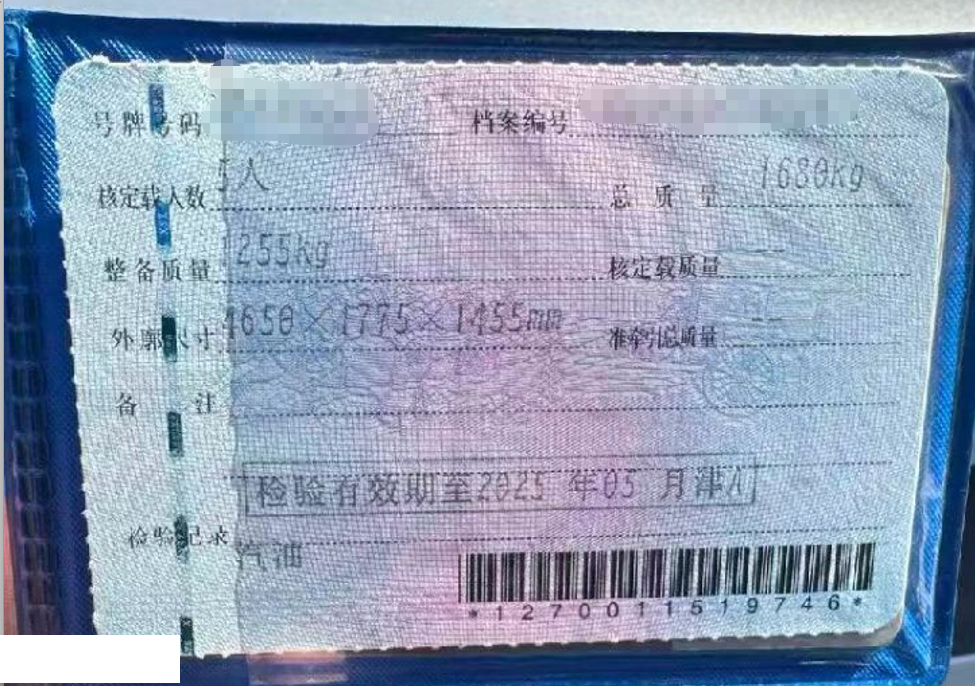 号牌号码 档案编号
核定载人数 5人 总质量 1680kg
整备质量 1255kg 核定载质量 --
外廓尺寸 4650×1775×1455mm 准牵引总质量 --
备注
检验有效期至2025年05月津A
检验记录
汽油
*1270011519746*